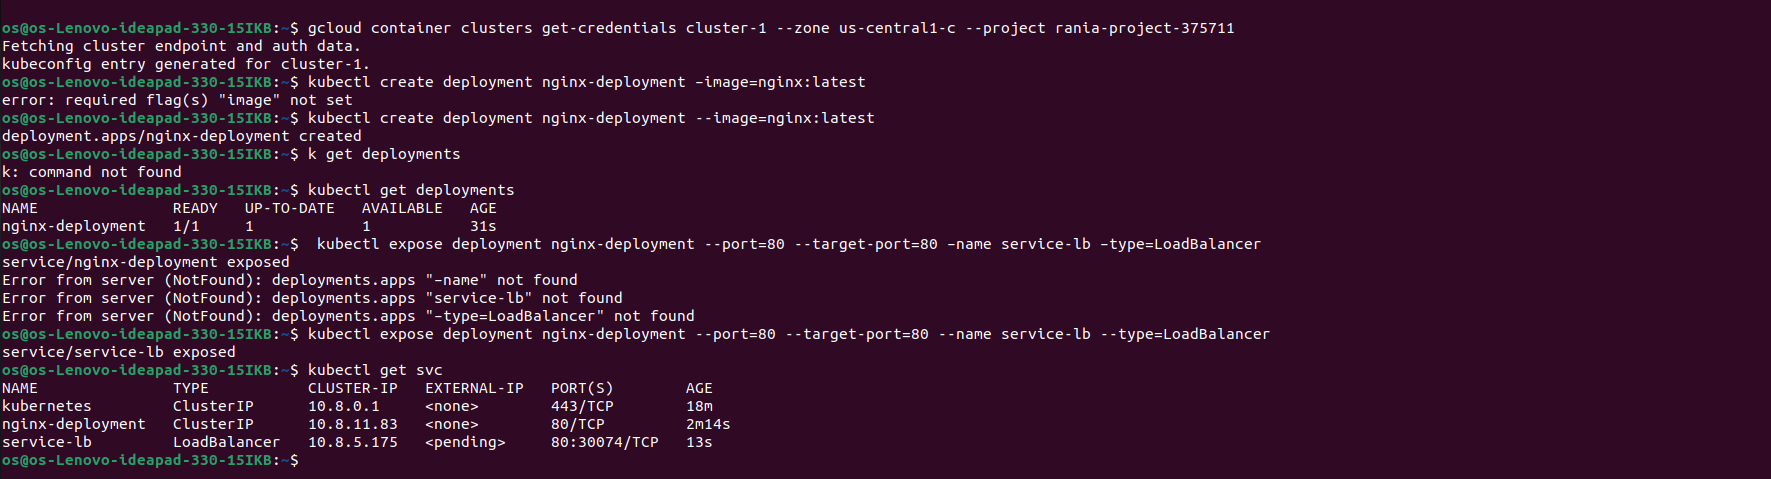 os@os-Lenovo-ideapad-330-15IKB:~$ gcloud container clusters get-credentials cluster-1 --zone us-central1-c --project rania-project-375711
Fetching cluster endpoint and auth data.
kubeconfig entry generated for cluster-1.
os@os-Lenovo-ideapad-330-15IKB:~$ kubectl create deployment nginx-deployment –image=nginx:latest
error: required flag(s) "image" not set
os@os-Lenovo-ideapad-330-15IKB:~$ kubectl create deployment nginx-deployment --image=nginx:latest
deployment.apps/nginx-deployment created
os@os-Lenovo-ideapad-330-15IKB:~$ k get deployments
k: command not found
os@os-Lenovo-ideapad-330-15IKB:~$ kubectl get deployments
NAME               READY   UP-TO-DATE   AVAILABLE   AGE
nginx-deployment   1/1     1            1           31s
os@os-Lenovo-ideapad-330-15IKB:~$  kubectl expose deployment nginx-deployment --port=80 --target-port=80 –name service-lb –type=LoadBalancer
service/nginx-deployment exposed
Error from server (NotFound): deployments.apps "–name" not found
Error from server (NotFound): deployments.apps "service-lb" not found
Error from server (NotFound): deployments.apps "–type=LoadBalancer" not found
os@os-Lenovo-ideapad-330-15IKB:~$ kubectl expose deployment nginx-deployment --port=80 --target-port=80 --name service-lb --type=LoadBalancer
service/service-lb exposed
os@os-Lenovo-ideapad-330-15IKB:~$ kubectl get svc
NAME               TYPE           CLUSTER-IP   EXTERNAL-IP   PORT(S)        AGE
kubernetes         ClusterIP      10.8.0.1     <none>        443/TCP        18m
nginx-deployment   ClusterIP      10.8.11.83   <none>        80/TCP         2m14s
service-lb         LoadBalancer   10.8.5.175   <pending>     80:30074/TCP   13s
os@os-Lenovo-ideapad-330-15IKB:~$